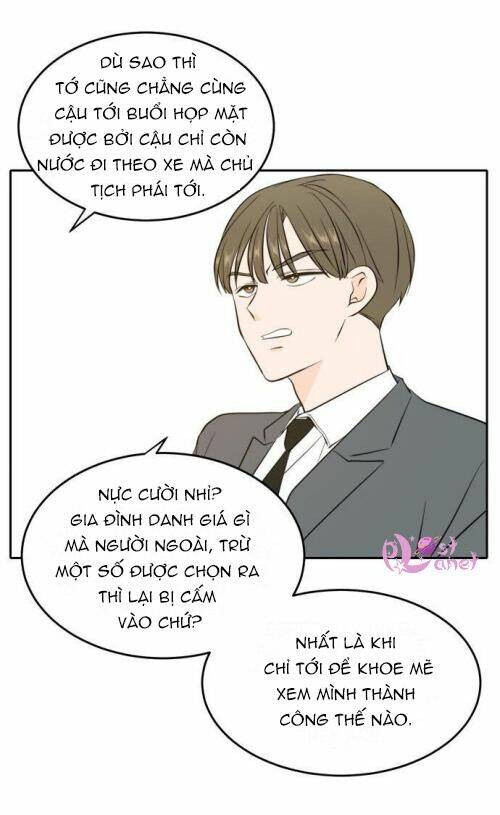 DÙ SAO THÌ
TỚ CŨNG CHẲNG CÙNG
CẬU TỚI BUỔI HỌP MẶT
ĐƯỢC BỞI CẬU CHỈ CÒN
NƯỚC ĐI THEO XE MÀ CHỦ
TỊCH PHÁI TỚI.
NỰC CƯỜI NHỈ?
GIA ĐÌNH DANH GIÁ GÌ
MÀ NGƯỜI NGOÀI, TRỪ
MỘT SỐ ĐƯỢC CHỌN RA
THÌ LẠI BỊ CẤM
VÀO CHỨ?
Lost
Planet
NHẤT LÀ KHI
CHỈ TỚI ĐỂ KHOE MẼ
XEM MÌNH THÀNH
CÔNG THẾ NÀO.